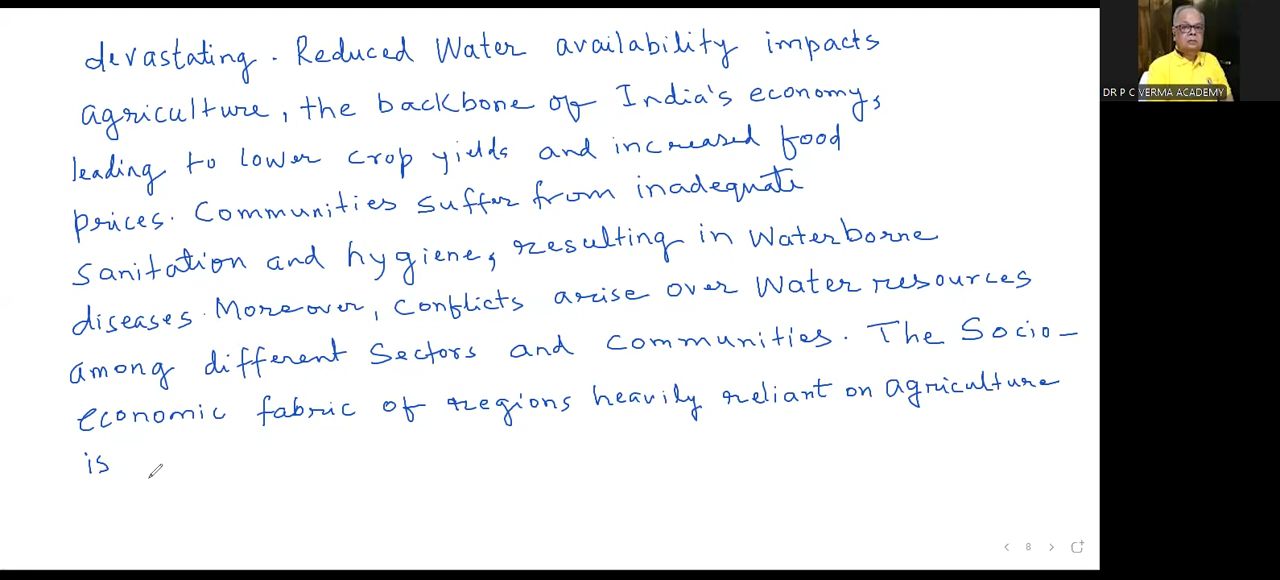 devastating. Reduced Water availability impacts
agriculture, the backbone of India's economy,
leading to lower crop yields and increased food
prices. Communities suffer from inadequate
sanitation and hygiene, resulting in Waterborne
diseases. Moreover, conflicts arise over Water resources
among different Sectors and communities. The Socio-
economic fabric of regions heavily reliant on agriculture
is
DR P C VERMA ACADEMY
8